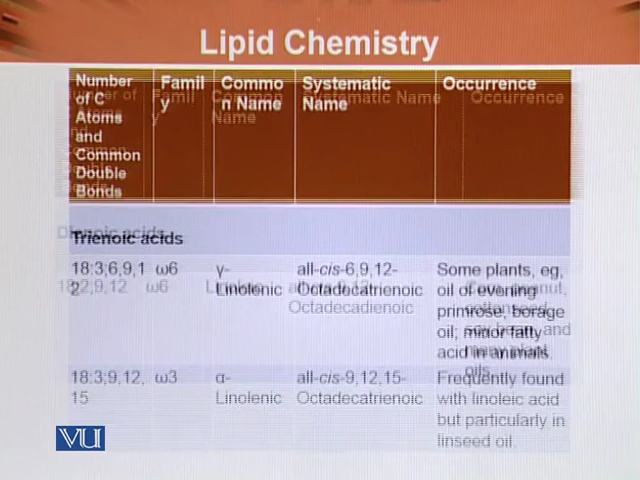 Lipid Chemistry
Number of C Atoms and Common Double Bonds
Family
Common Name
Systematic Name
Occurrence
Trienoic acids
18:3;6,9,12
ω6
γ-Linolenic
all-cis-6,9,12-Octadecatrienoic
Some plants, eg, oil of evening primrose, borage oil; minor fatty acid in animals.
18:3;9,12,15
ω3
α-Linolenic
all-cis-9,12,15-Octadecatrienoic
Frequently found with linoleic acid but particularly in linseed oil.
VU